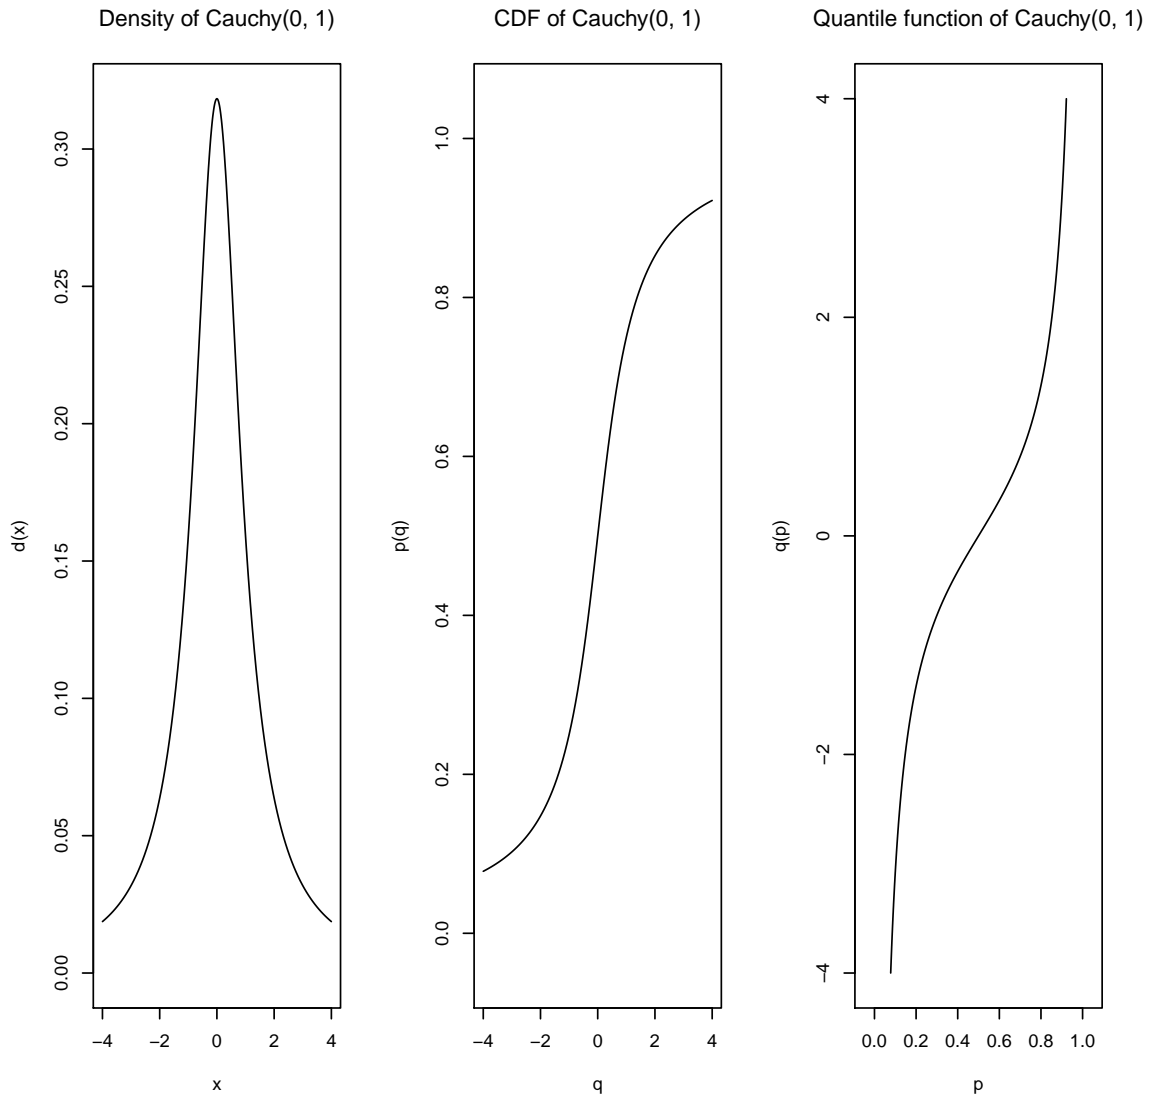 Density of Cauchy(0, 1)
0.00 0.05 0.10 0.15 0.20 0.25 0.30
d(x)
−4 −2 0 2 4
x
CDF of Cauchy(0, 1)
0.0 0.2 0.4 0.6 0.8 1.0
p(q)
−4 −2 0 2 4
q
Quantile function of Cauchy(0, 1)
−4 −2 0 2 4
q(p)
0.0 0.2 0.4 0.6 0.8 1.0
p